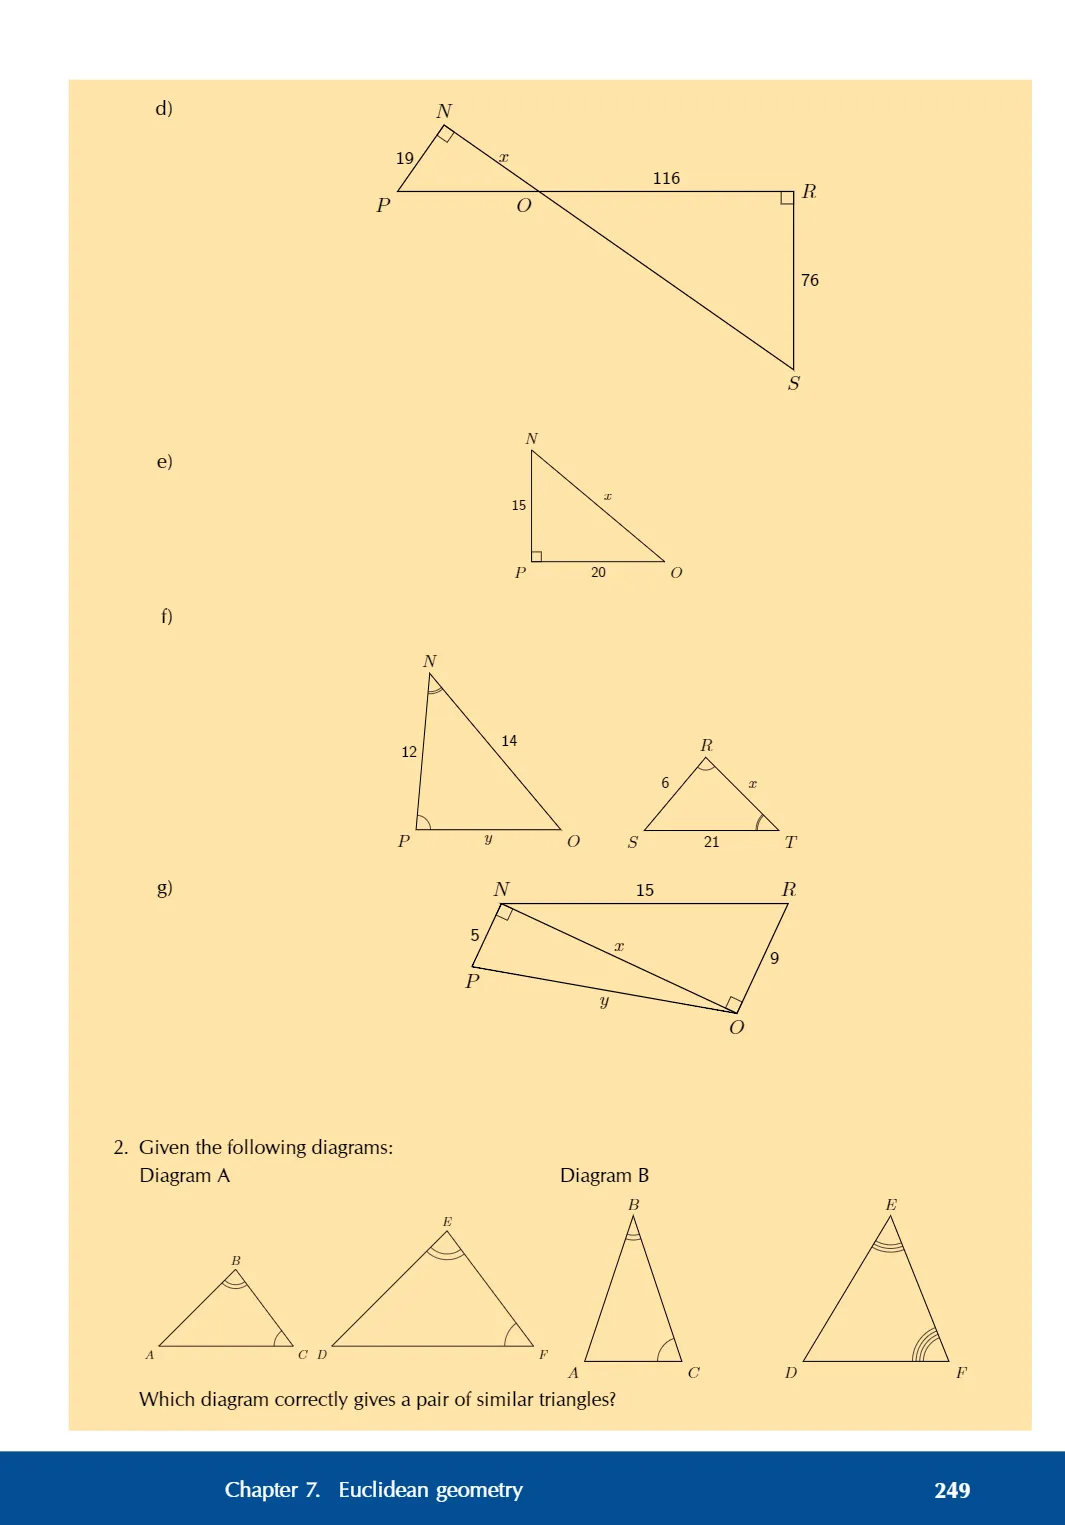 d)
N
19
x
116
P
O
R
76
S
e)
N
15
x
P
20
O
f)
N
12
14
P
y
O
R
6
x
S
21
T
g)
N
15
R
5
x
9
P
y
O
2. Given the following diagrams:
Diagram A
Diagram B
B
E
A
C
D
F
B
E
A
C
D
F
Which diagram correctly gives a pair of similar triangles?
Chapter 7. Euclidean geometry
249